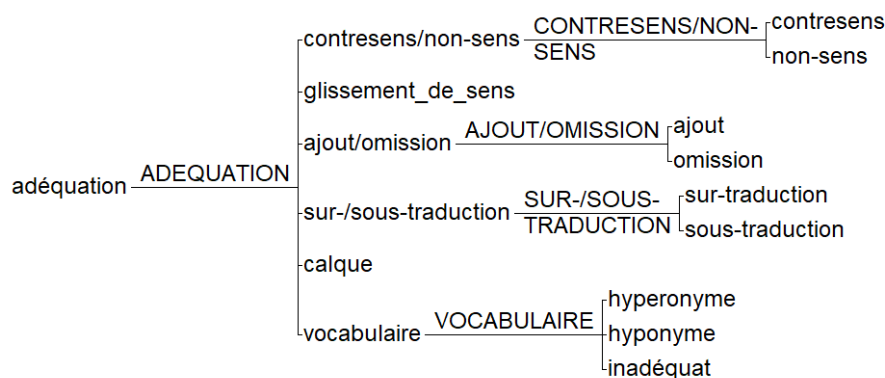 contresens/non-sens CONTRESENS/NON-SENS contresens
non-sens
glissement_de_sens
ajout/omission AJOUT/OMISSION ajout
omission
adéquation ADEQUATION
sur-/sous-traduction SUR-/SOUS-TRADUCTION sur-traduction
sous-traduction
calque
hyperonyme
vocabulaire VOCABULAIRE hyponyme
inadéquat